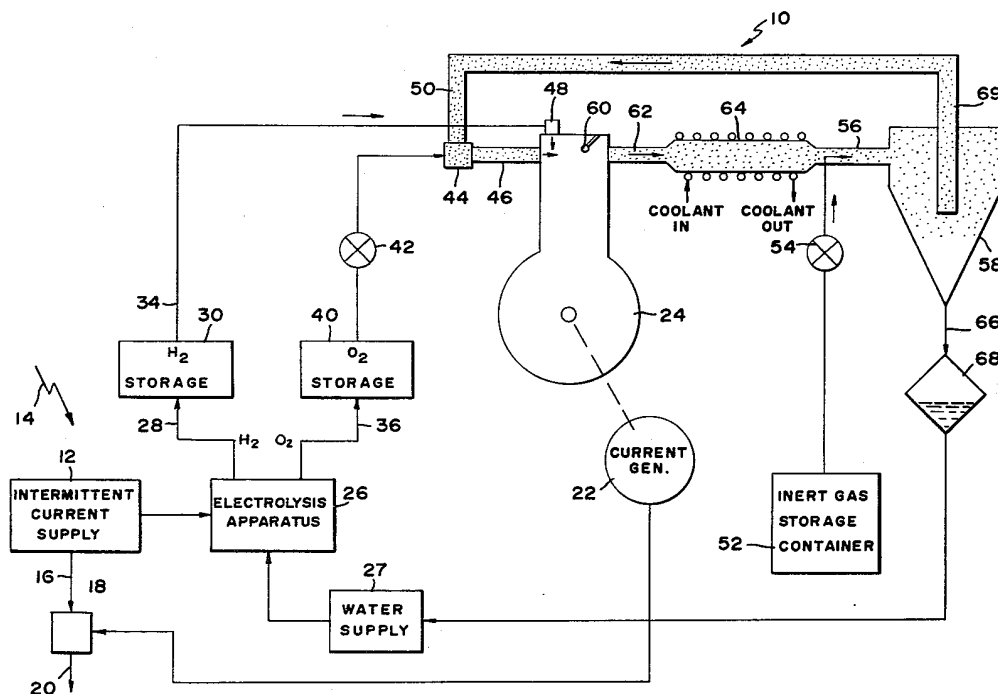 10
50
48
60
62
64
56
69
44
46
COOLANT
IN
COOLANT
OUT
54
58
42
34
30
H2
STORAGE
40
O2
STORAGE
24
66
68
14
28
H2
O2
36
12
INTERMITTENT
CURRENT
SUPPLY
ELECTROLYSIS
APPARATUS
26
CURRENT
GEN.
22
INERT GAS
STORAGE
CONTAINER
52
16
18
27
WATER
SUPPLY
20